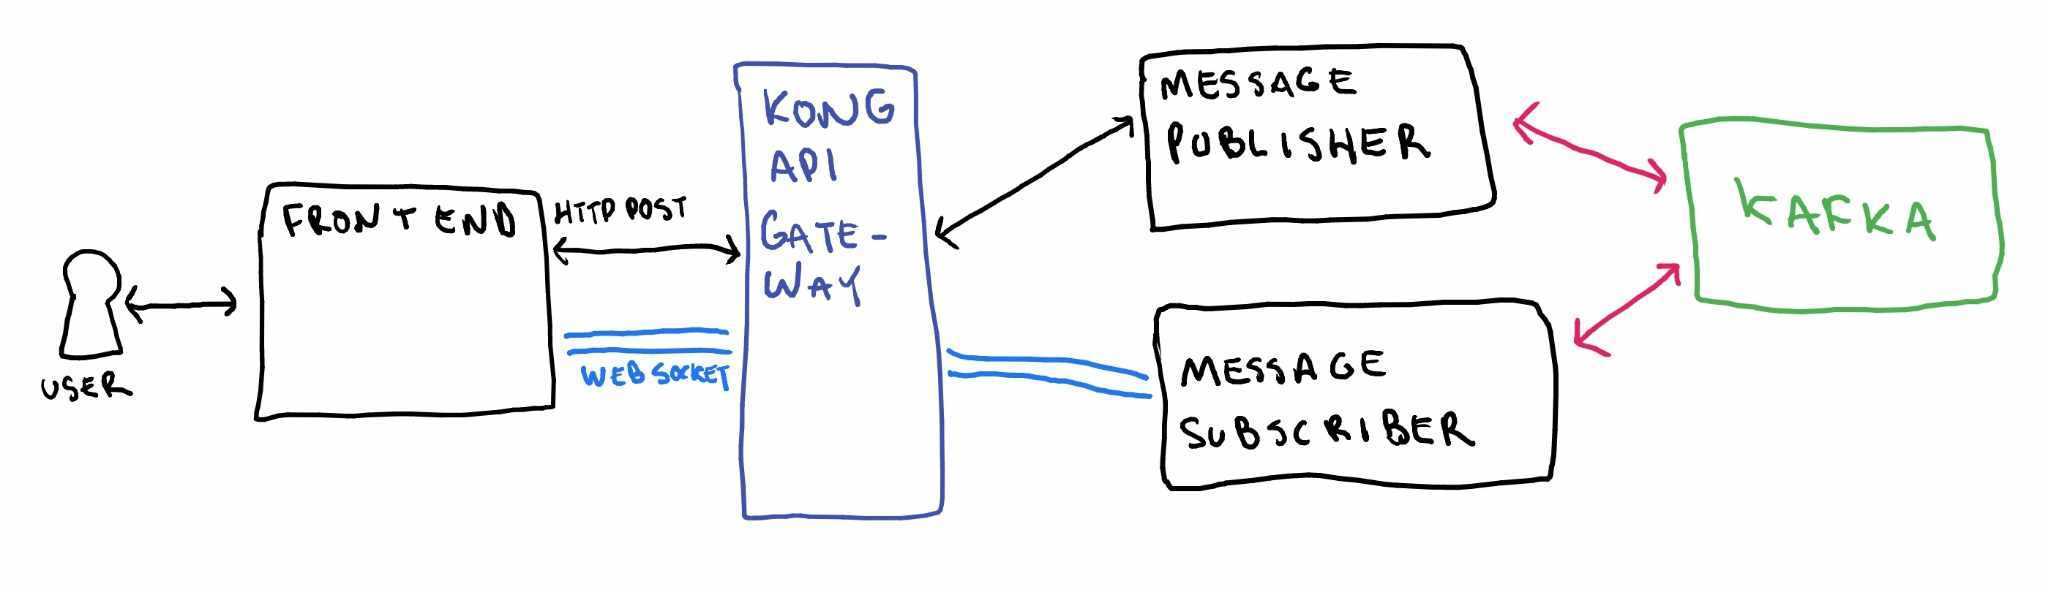 USER
FRONT END
HTTP POST
WEB SOCKET
KONG
API
GATE-
WAY
MESSAGE
PUBLISHER
MESSAGE
SUBSCRIBER
KAFKA